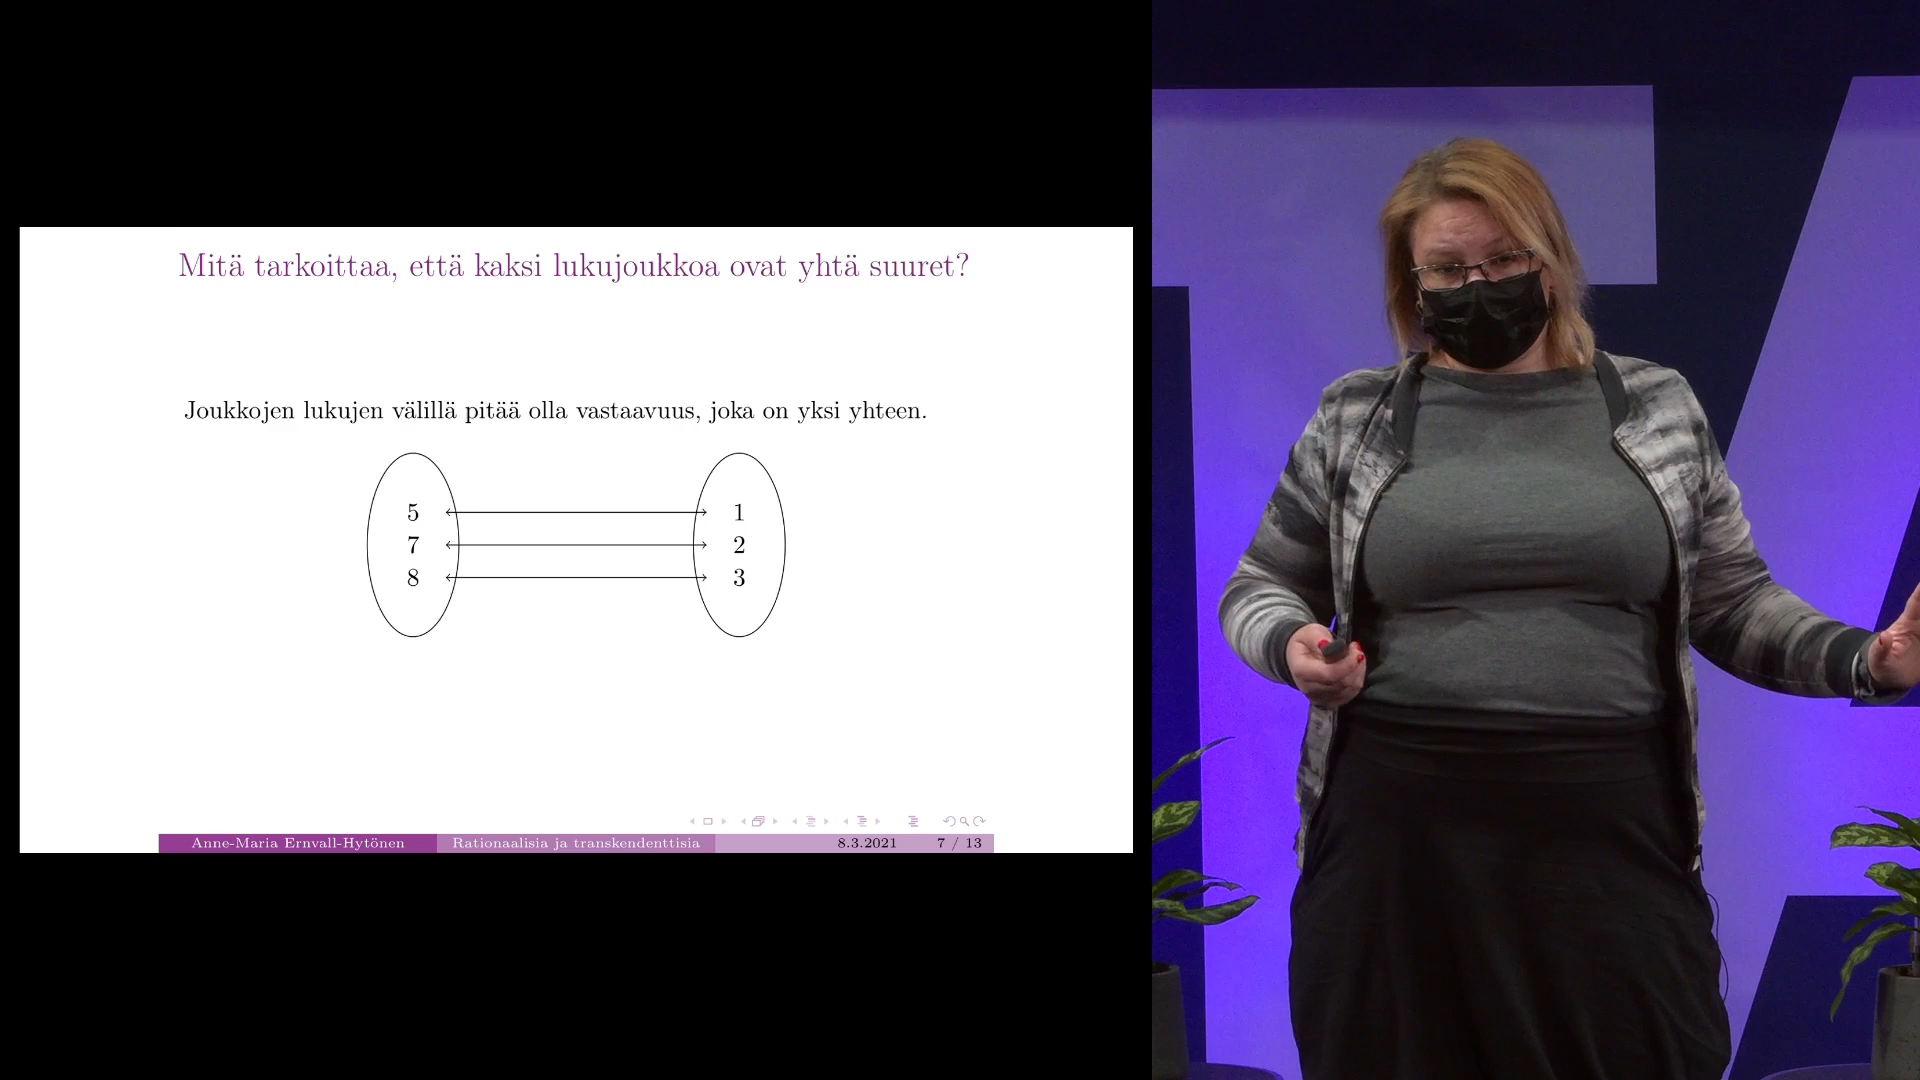 Mitä tarkoittaa, että kaksi lukujoukkoa ovat yhtä suuret?
Joukkojen lukujen välillä pitää olla vastaavuus, joka on yksi yhteen.
5 1
7 2
8 3
Anne-Maria Ernvall-Hytönen Rationaalisia ja transkendenttisia 8.3.2021 7 / 13